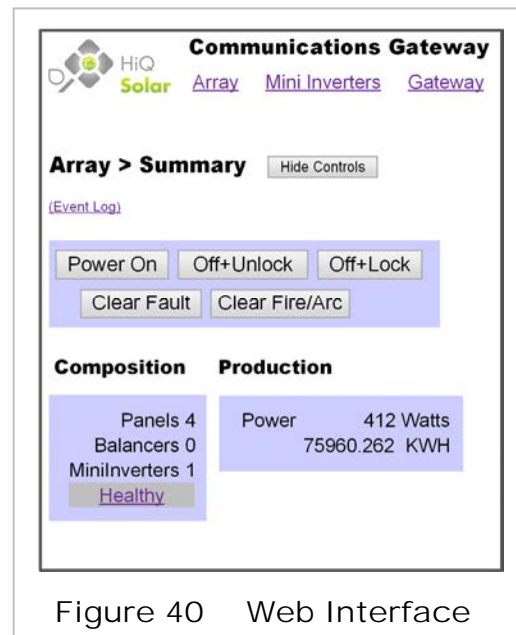 Communications Gateway
HiQ
Solar
Array Mini Inverters Gateway
Array > Summary Hide Controls
(Event Log)
Power On Off+Unlock Off+Lock
Clear Fault Clear Fire/Arc
Composition Production
Panels 4 Power 412 Watts
Balancers 0 75960.262 KWH
MiniInverters 1
Healthy
Figure 40 Web Interface